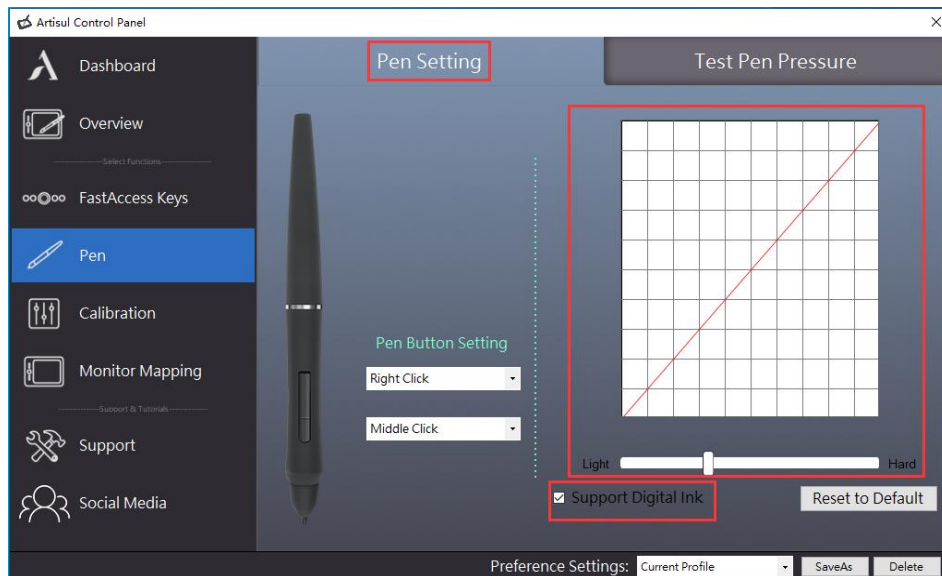 Artisul Control Panel
Dashboard
Pen Setting
Test Pen Pressure
Overview
Select Functions
FastAccess Keys
Pen
Calibration
Pen Button Setting
Monitor Mapping
Right Click
Support & Tutorials
Middle Click
Support
Light
Hard
Social Media
Support Digital Ink
Reset to Default
Preference Settings:
Current Profile
SaveAs
Delete